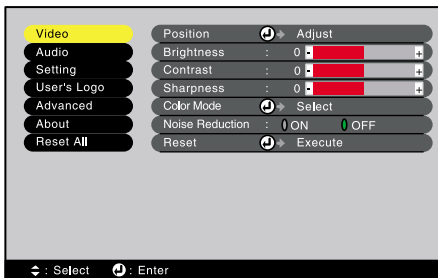 Video
Audio
Setting
User's Logo
Advanced
About
Reset All
Position Adjust
Brightness : 0 - +
Contrast : 0 - +
Sharpness : 0 - +
Color Mode Select
Noise Reduction : ON OFF
Reset Execute
: Select : Enter